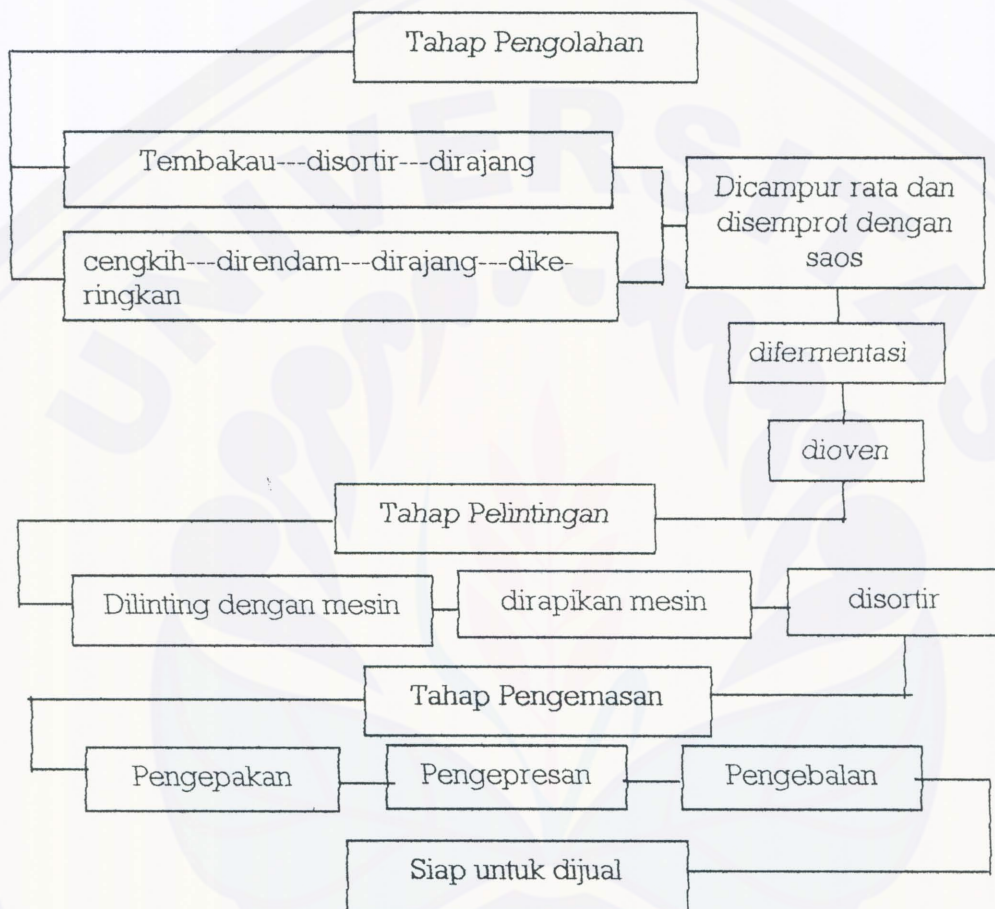 Tahap Pengolahan
Tembakau---disortir---dirajang
cengkih---direndam---dirajang---dike-
ringkan
Dicampur rata dan
disemprot dengan
saos
difermentasi
dioven
Tahap Pelintingan
Dilinting dengan mesin
dirapikan mesin
disortir
Tahap Pengemasan
Pengepakan
Pengepresan
Pengebalan
Siap untuk dijual
UNIVERSITAS